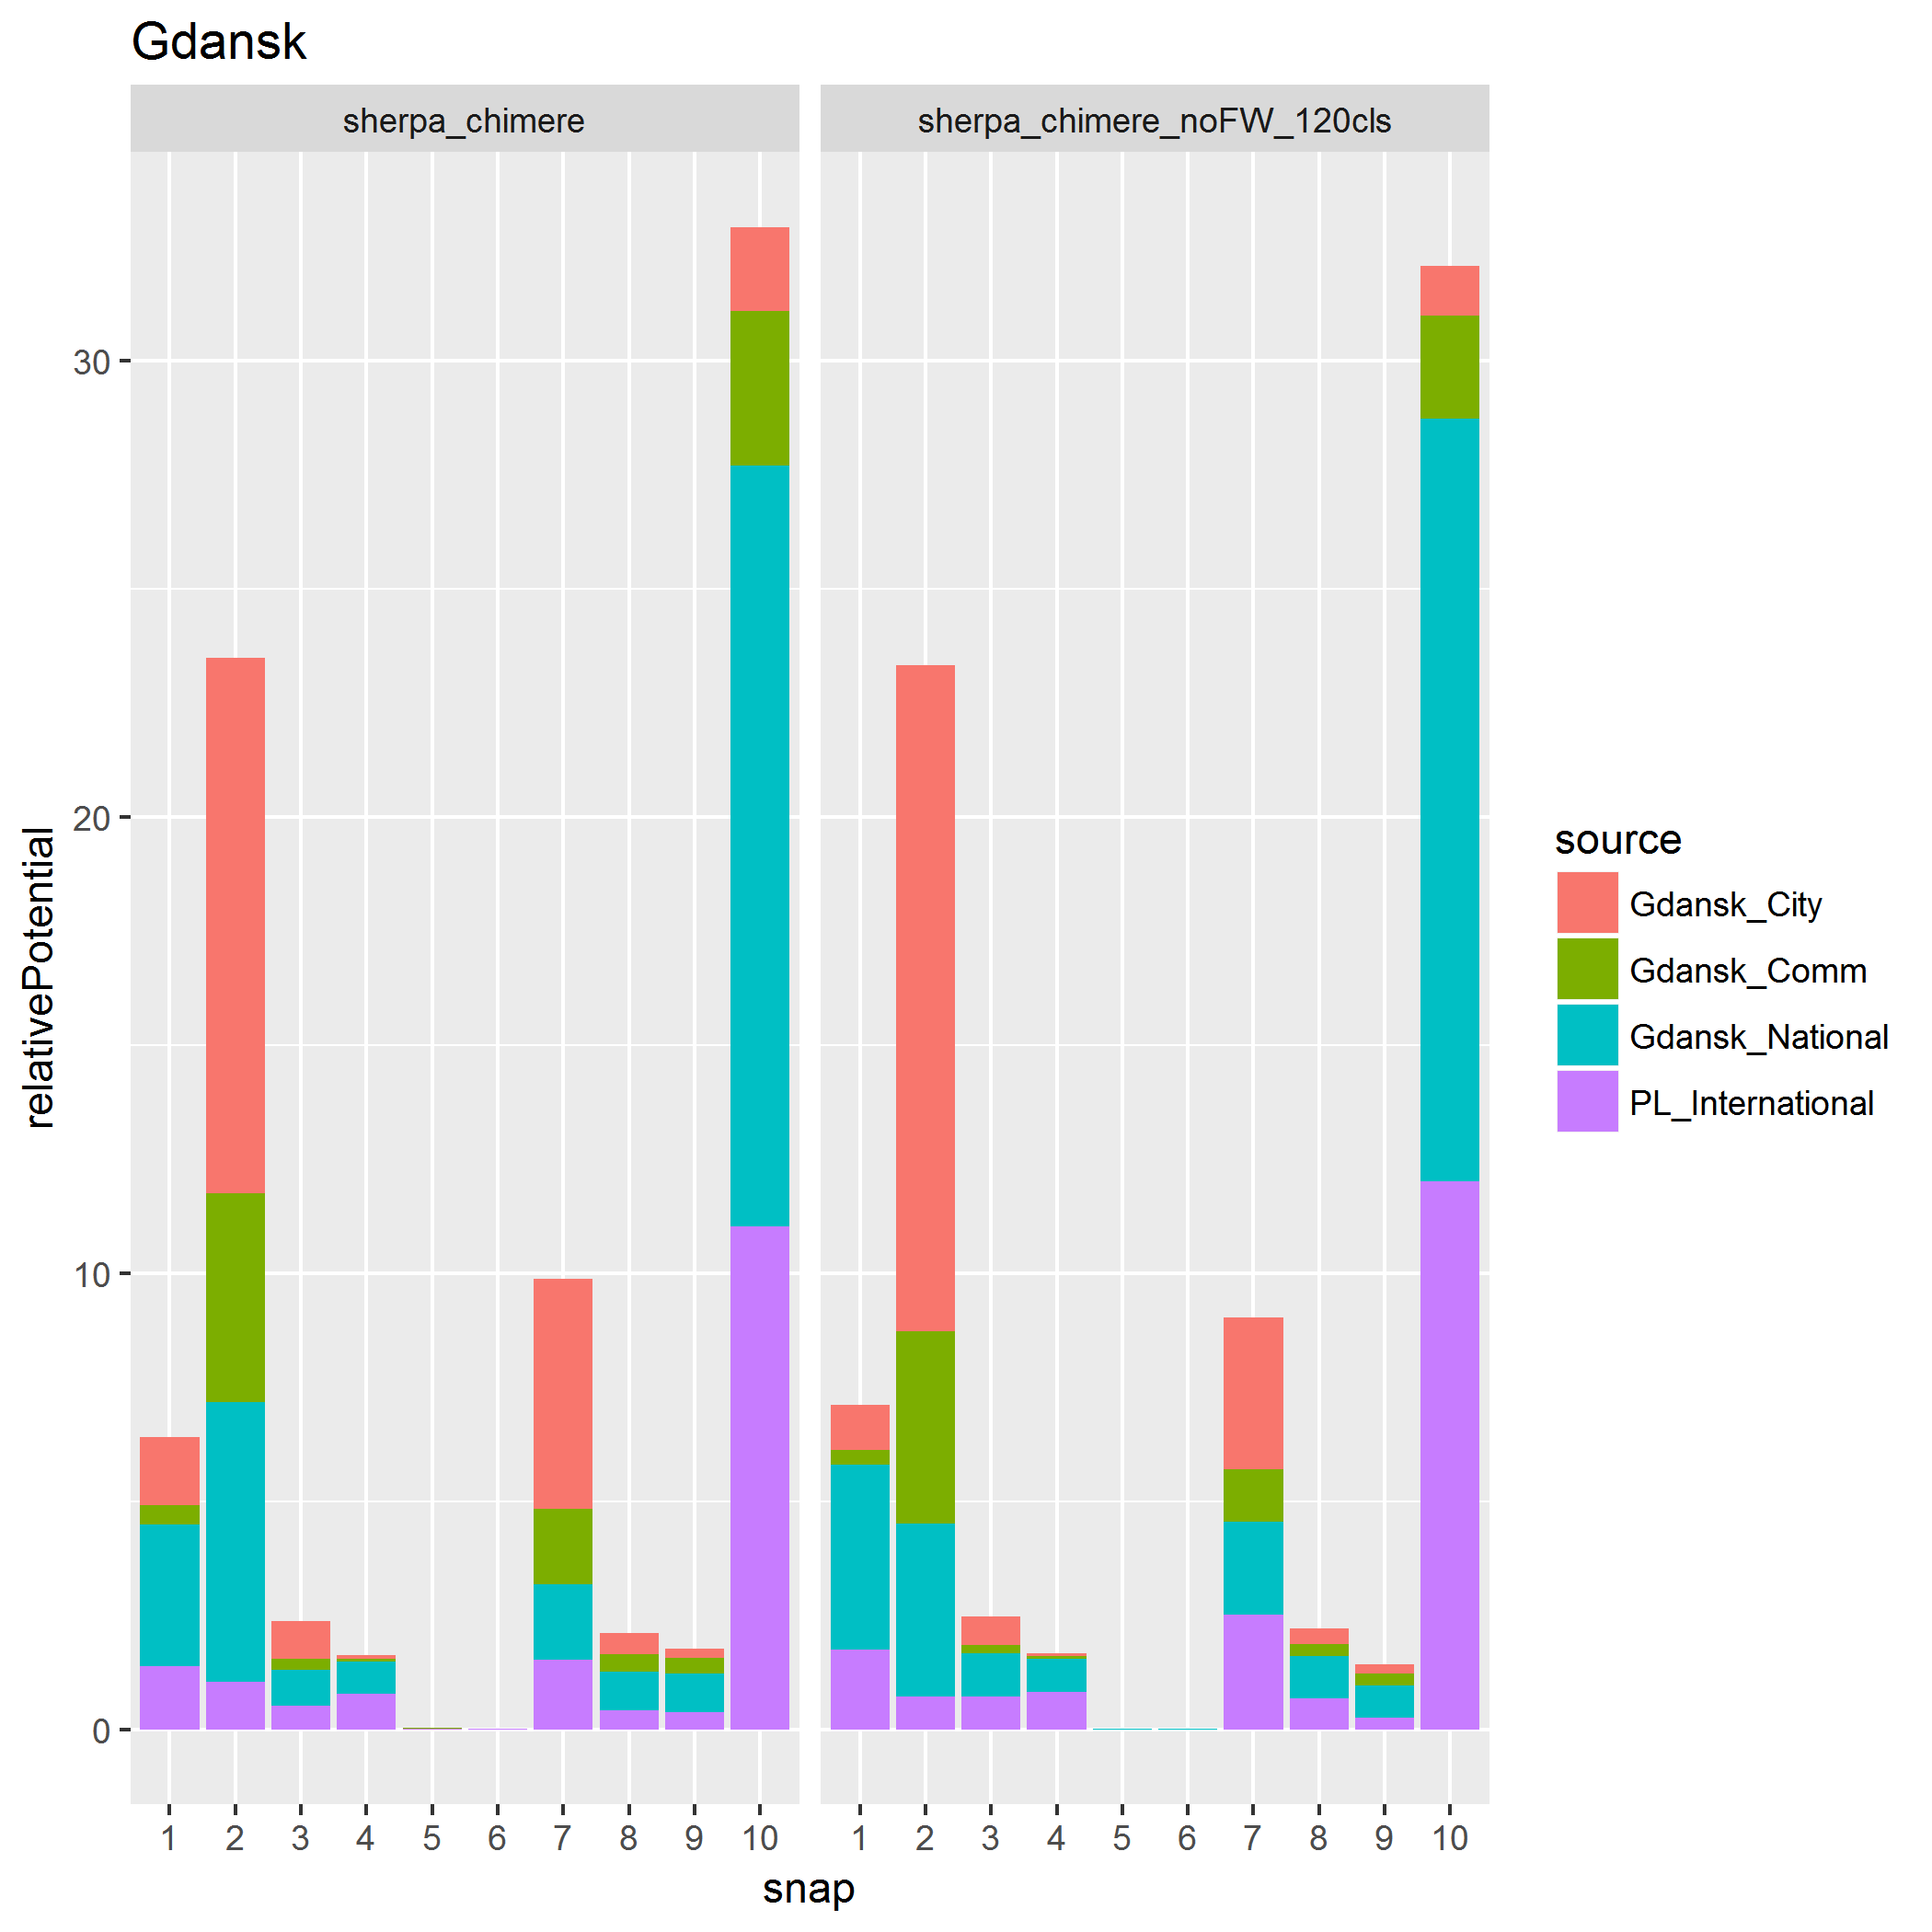 Gdansk
sherpa_chimere
sherpa_chimere_noFW_120cls
30
20
10
0
relativePotential
1 2 3 4 5 6 7 8 9 10
1 2 3 4 5 6 7 8 9 10
snap
source
Gdansk_City
Gdansk_Comm
Gdansk_National
PL_International